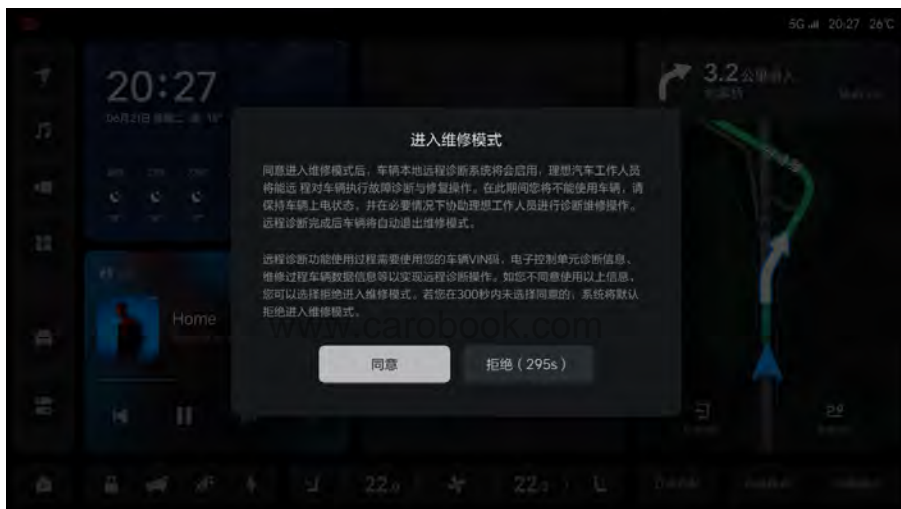 5G 20:27 26℃
20:27
3.2公里
进入维修模式
同意进入维修模式后,车辆本地远程诊断系统将会启用,理想汽车工作人员
将能远 程对车辆执行故障诊断与修复操作。在此期间您将不能使用车辆,请
保持车辆上电状态,并在必要情况下协助理想工作人员进行诊断维修操作。
远程诊断完成后车辆将自动退出维修模式。
远程诊断功能使用过程需要使用您的车辆VIN码、电子控制单元诊断信息、
维修过程车辆数据信息等以实现远程诊断操作。如您不同意使用以上信息,
您可以选择拒绝进入维修模式。若您在300秒内未选择同意的,系统将默认
拒绝进入维修模式。
Home
www.carobook.com
同意
拒绝(295s)
22.0
22.0